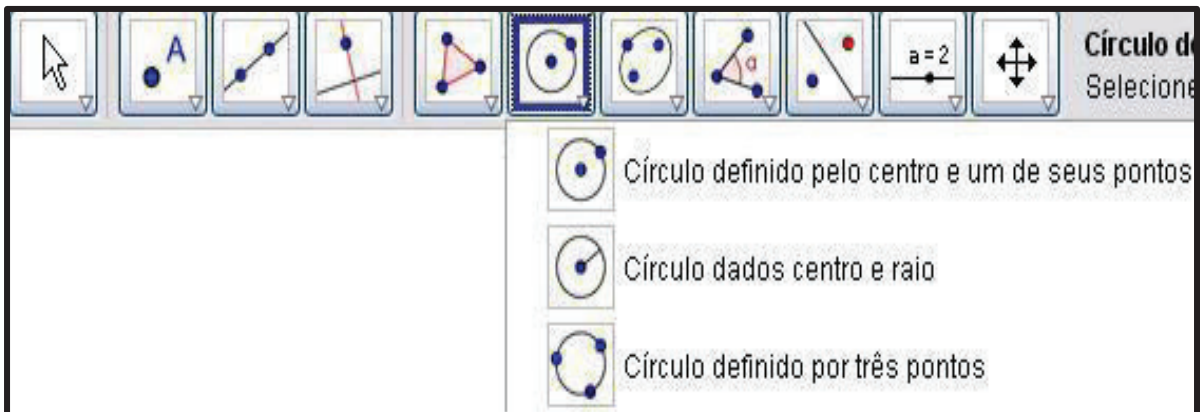 A
α
a = 2
Círculo d
Selecione
Círculo definido pelo centro e um de seus pontos
Círculo dados centro e raio
Círculo definido por três pontos